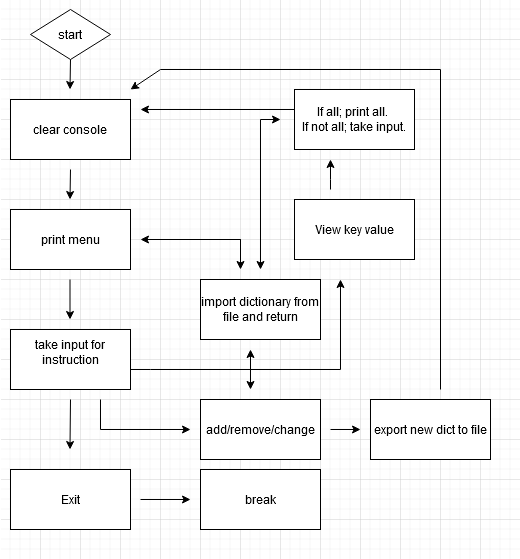 start
clear console
If all; print all.
If not all; take input.
print menu
View key value
import dictionary from
file and return
take input for
instruction
add/remove/change
export new dict to file
Exit
break